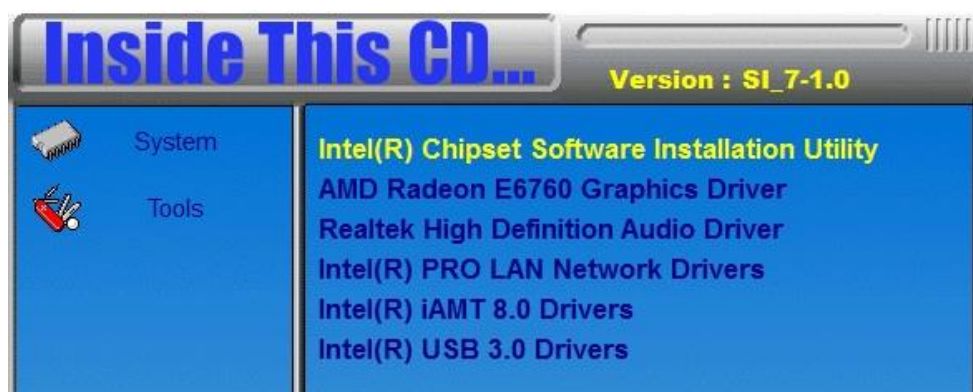 Inside This CD...
Version : SI_7-1.0
System
Tools
Intel(R) Chipset Software Installation Utility
AMD Radeon E6760 Graphics Driver
Realtek High Definition Audio Driver
Intel(R) PRO LAN Network Drivers
Intel(R) iAMT 8.0 Drivers
Intel(R) USB 3.0 Drivers